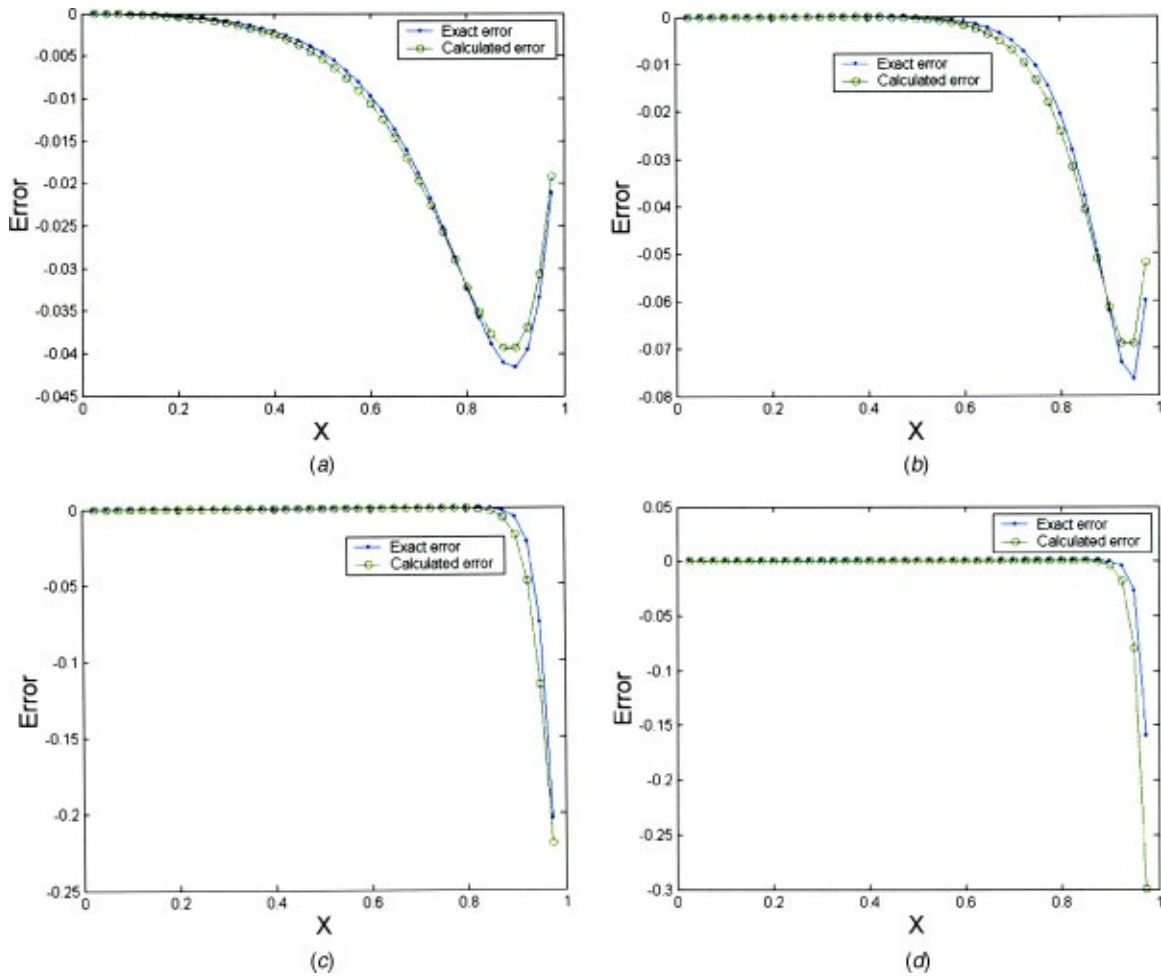 0
-0.005
-0.01
-0.015
-0.02
-0.025
-0.03
-0.035
-0.04
-0.045
Error
Exact error
Calculated error
0 0.2 0.4 0.6 0.8 1
X
(a)
0
-0.01
-0.02
-0.03
-0.04
-0.05
-0.06
-0.07
-0.08
Error
Exact error
Calculated error
0 0.2 0.4 0.6 0.8 1
X
(b)
0
-0.05
-0.1
-0.15
-0.2
-0.25
Error
Exact error
Calculated error
0 0.2 0.4 0.6 0.8 1
X
(c)
0.05
0
-0.05
-0.1
-0.15
-0.2
-0.25
-0.3
Error
Exact error
Calculated error
0 0.2 0.4 0.6 0.8 1
X
(d)